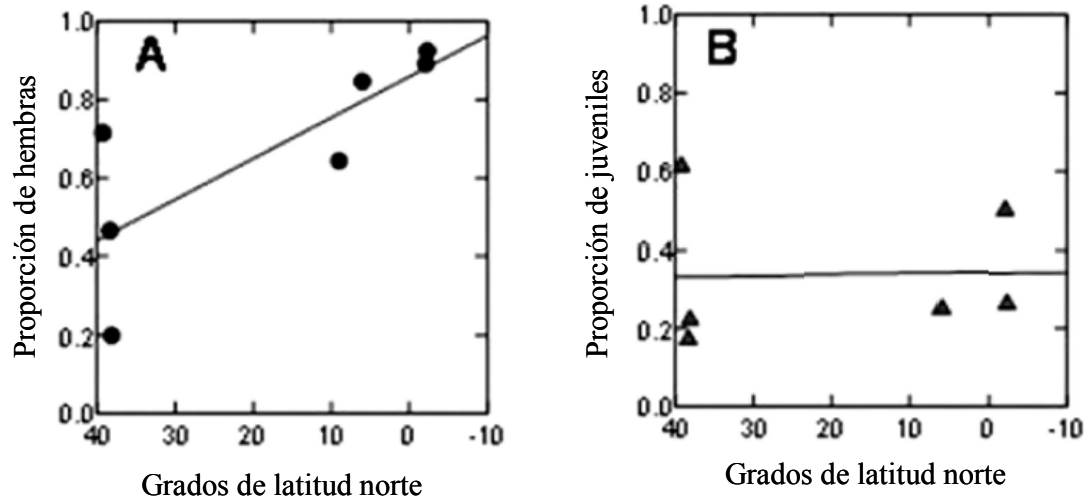 A
Proporción de hembras
1.0
0.8
0.6
0.4
0.2
0.0
40 30 20 10 0 -10
Grados de latitud norte
B
Proporción de juveniles
1.0
0.8
0.6
0.4
0.2
0.0
40 30 20 10 0 -10
Grados de latitud norte